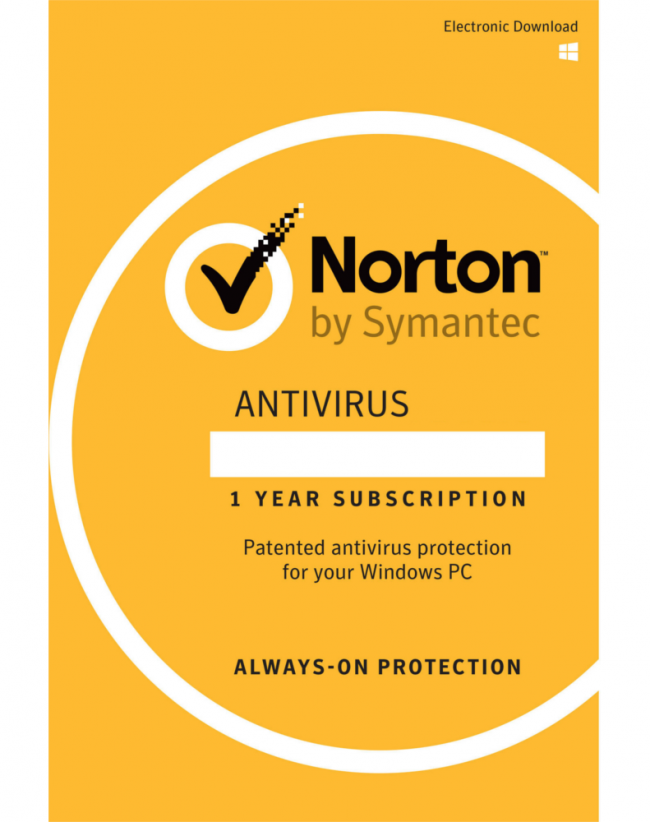 Electronic Download
Norton™
by Symantec
ANTIVIRUS
1 YEAR SUBSCRIPTION
Patented antivirus protection
for your Windows PC
ALWAYS-ON PROTECTION